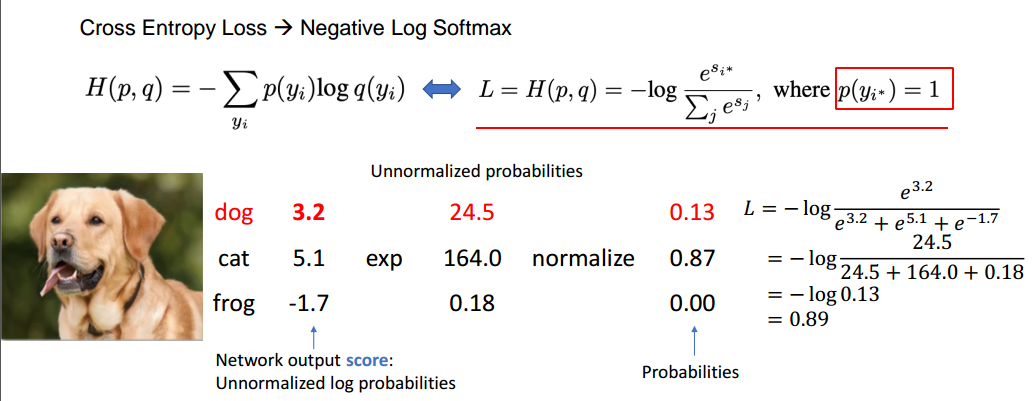 Cross Entropy Loss → Negative Log Softmax
H(p, q) = − ∑_{y_i} p(y_i)log q(y_i) ⟺ L = H(p, q) = −log \frac{e^{s_{i*}}}{∑_j e^{s_j}}, where p(y_{i*}) = 1
Unnormalized probabilities
dog 3.2 24.5 0.13
cat 5.1 exp 164.0 normalize 0.87
frog -1.7 0.18 0.00
Network output score:
Unnormalized log probabilities
Probabilities
L = − log \frac{e^{3.2}}{e^{3.2} + e^{5.1} + e^{−1.7}}
= − log \frac{24.5}{24.5 + 164.0 + 0.18}
= − log 0.13
= 0.89